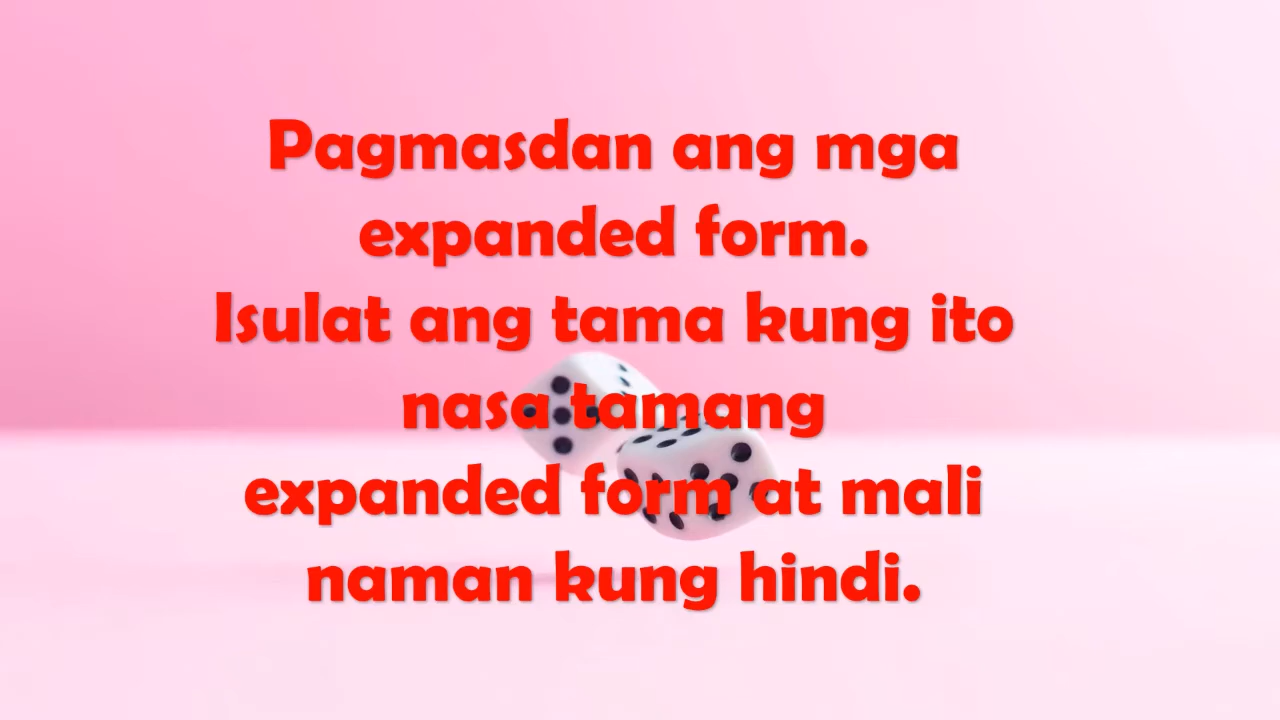 Pagmasdan ang mga
expanded form.
Isulat ang tama kung ito
nasa tamang
expanded form at mali
naman kung hindi.